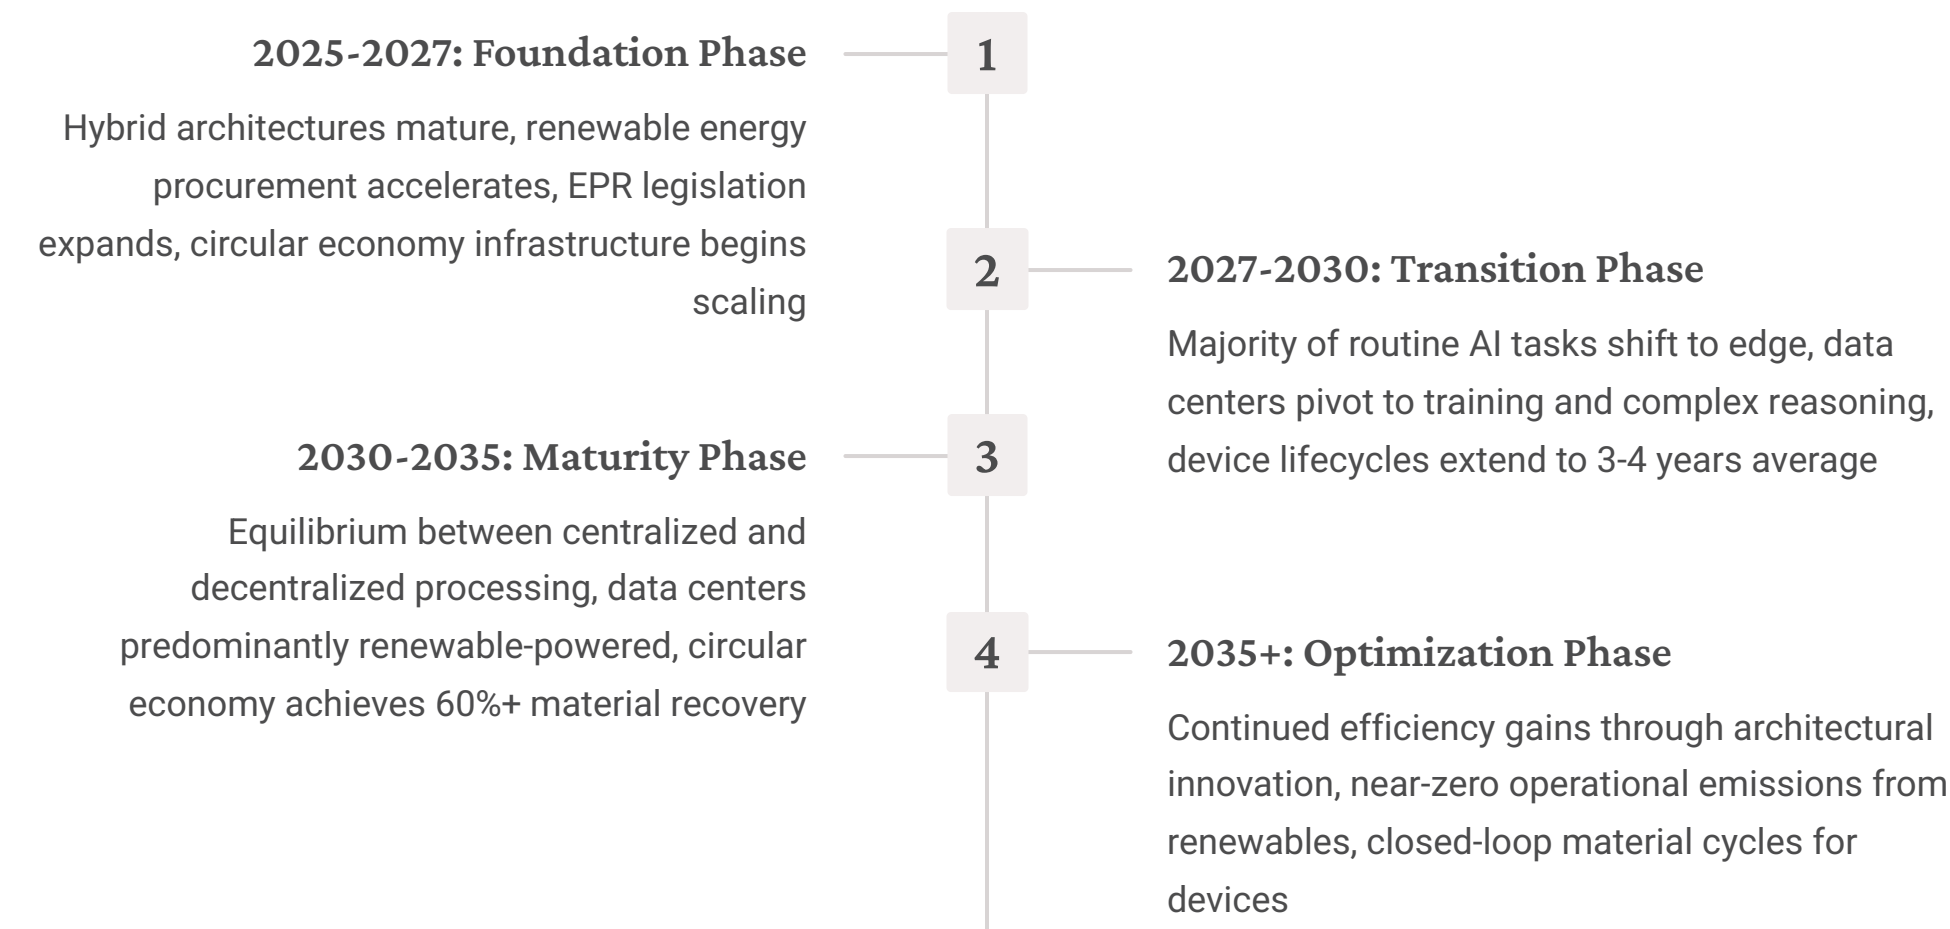 2025-2027: Foundation Phase
1
Hybrid architectures mature, renewable energy
procurement accelerates, EPR legislation
expands, circular economy infrastructure begins
scaling
2
2027-2030: Transition Phase
Majority of routine AI tasks shift to edge, data
centers pivot to training and complex reasoning,
device lifecycles extend to 3-4 years average
2030-2035: Maturity Phase
3
Equilibrium between centralized and
decentralized processing, data centers
predominantly renewable-powered, circular
economy achieves 60%+ material recovery
4
2035+: Optimization Phase
Continued efficiency gains through architectural
innovation, near-zero operational emissions from
renewables, closed-loop material cycles for
devices